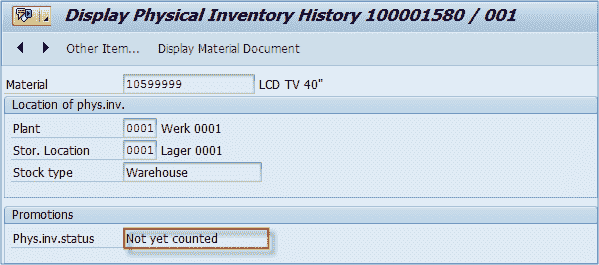 Display Physical Inventory History 100001580 / 001
Other Item... Display Material Document
Material 10599999 LCD TV 40"
Location of phys.inv.
Plant 0001 Werk 0001
Stor. Location 0001 Lager 0001
Stock type Warehouse
Promotions
Phys.inv.status Not yet counted